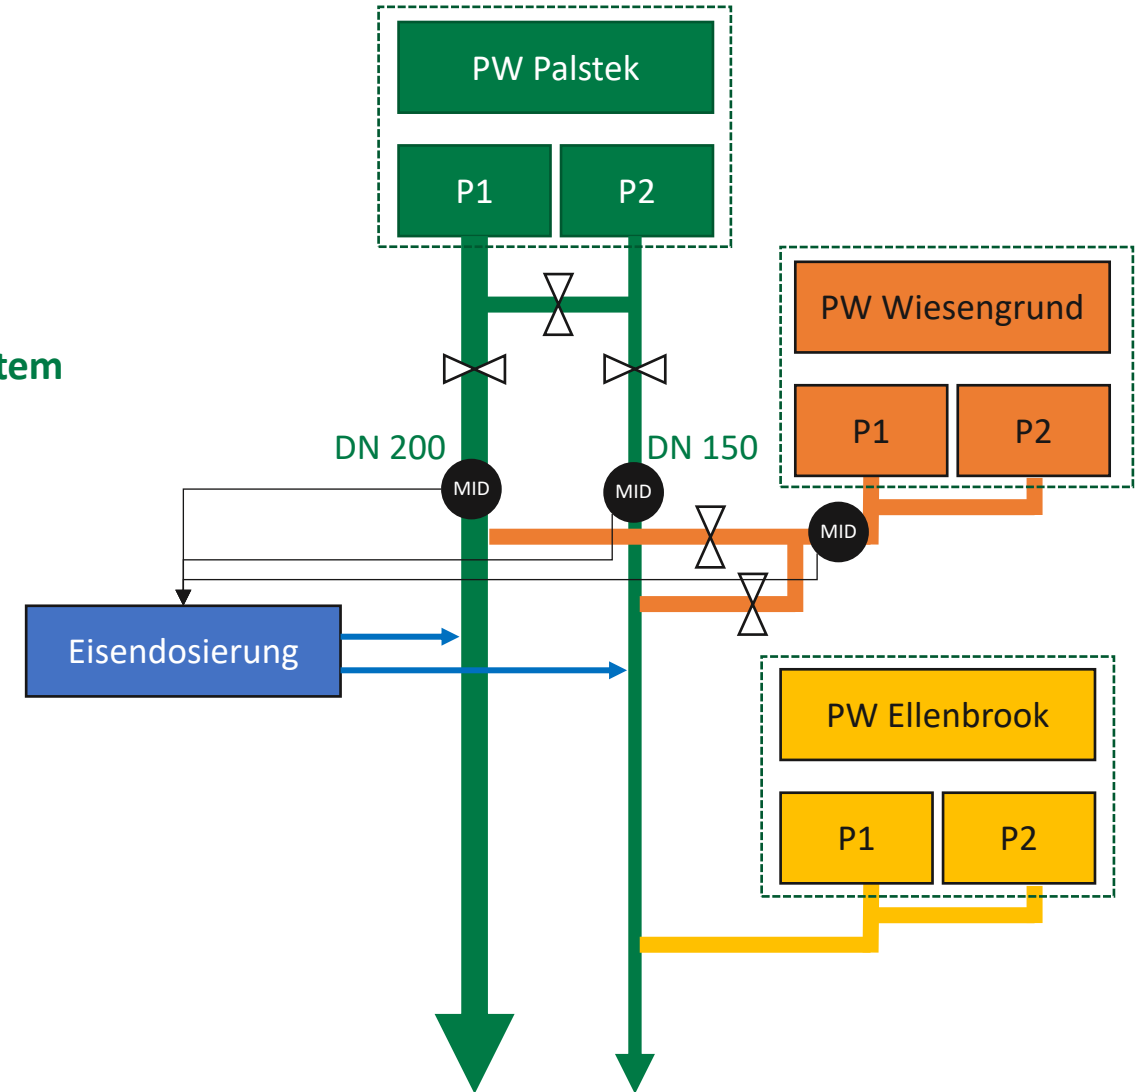 PW Palstek
P1
P2
PW Wiesengrund
tem
P1
P2
DN 200
DN 150
MID
MID
MID
Eisendosierung
PW Ellenbrook
P1
P2